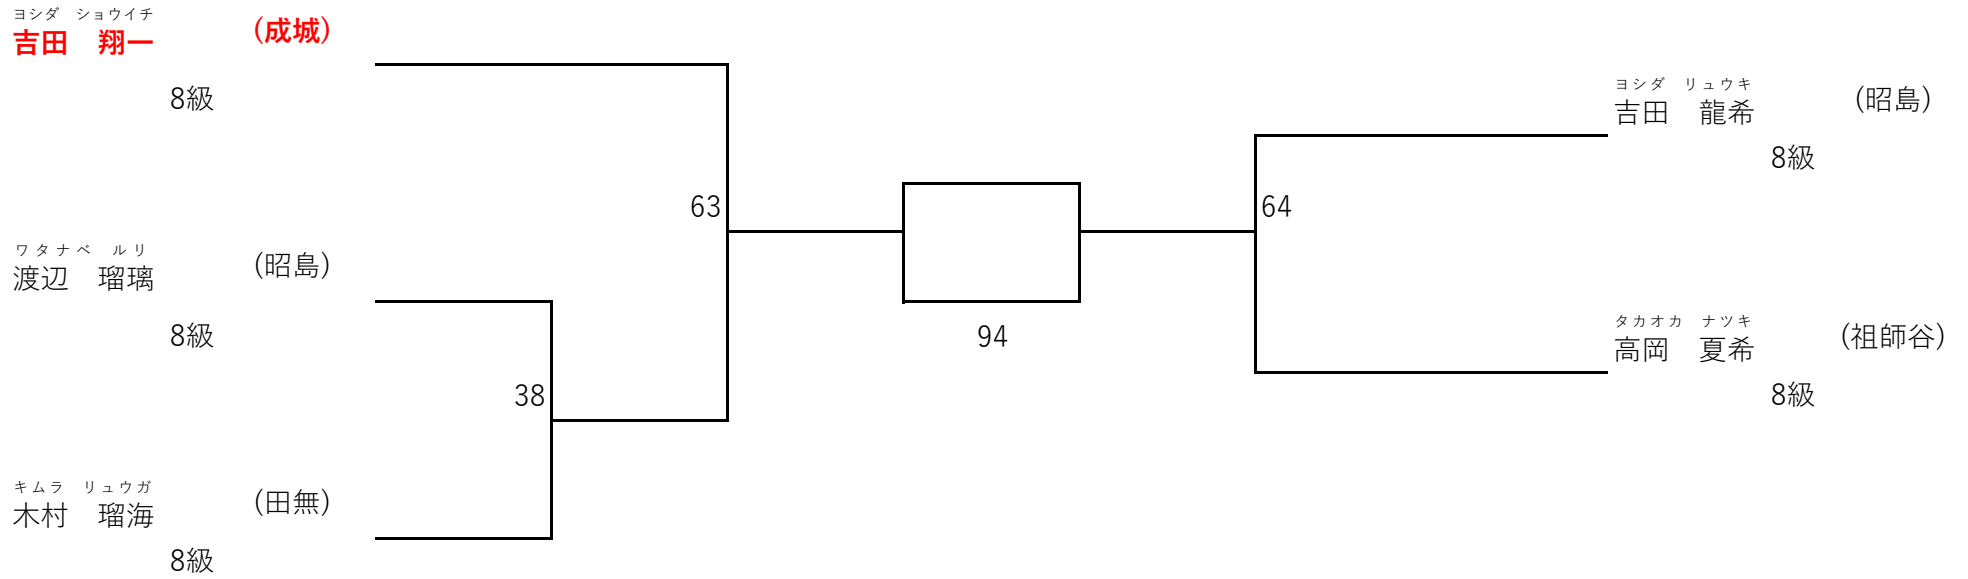 ヨシダ　ショウイチ
吉田　翔一
(成城)
8級
63
ワタナベ　ルリ
渡辺　瑠璃
(昭島)
8級
38
キムラ　リュウガ
木村　瑠海
(田無)
8級
94
ヨシダ　リュウキ
吉田　龍希
(昭島)
8級
64
タカオカ　ナツキ
高岡　夏希
(祖師谷)
8級